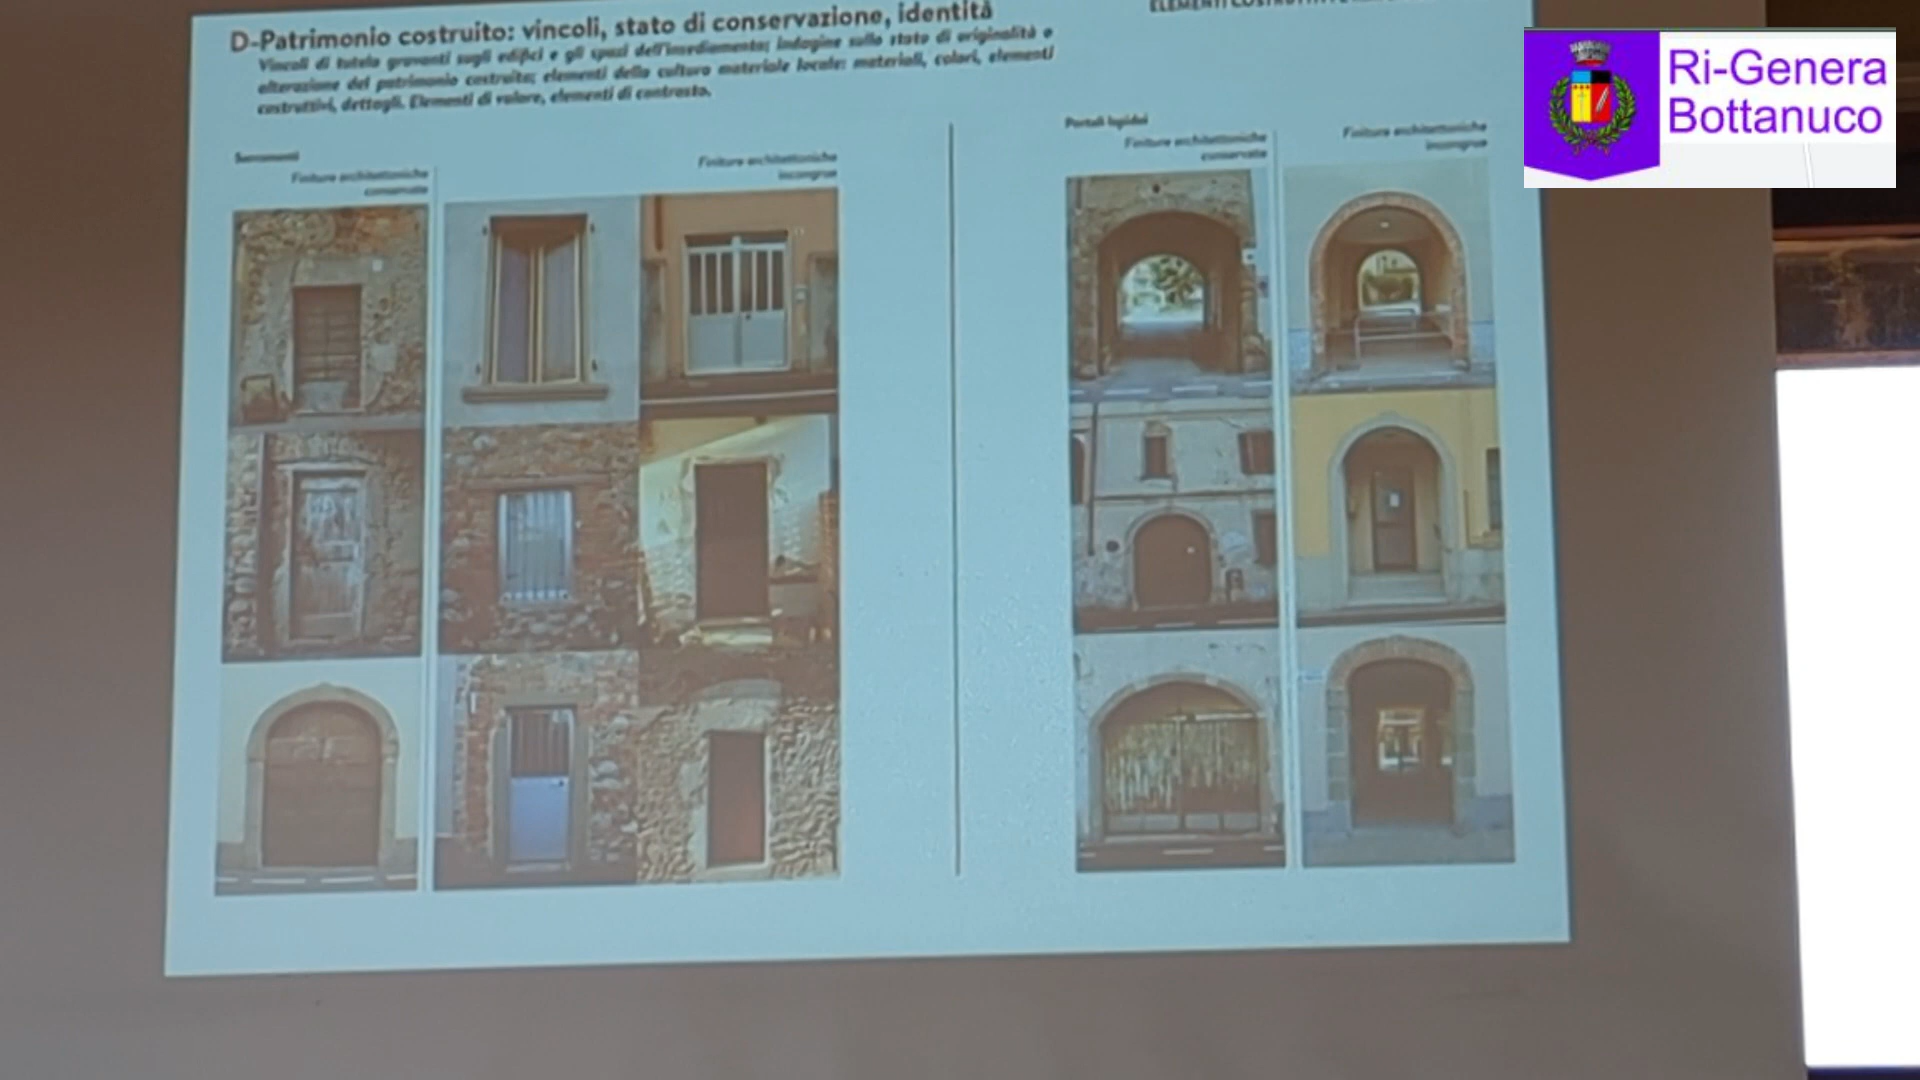 D-Patrimonio costruito: vincoli, stato di conservazione, identità
Vincoli di tutela gravanti sugli edifici e gli spazi dell'insediamento; indagine sullo stato di originalità o
alterazione del patrimonio costruito; elementi della cultura materiale locale: materiali, colori, elementi
costruttivi, dettagli. Elementi di valore, elementi di contrasto.
Serramenti
Finiture architettoniche
conservate
Finiture architettoniche
incongrue
Portali lapidei
Finiture architettoniche
conservate
Finiture architettoniche
incongrue
Ri-Genera
Bottanuco